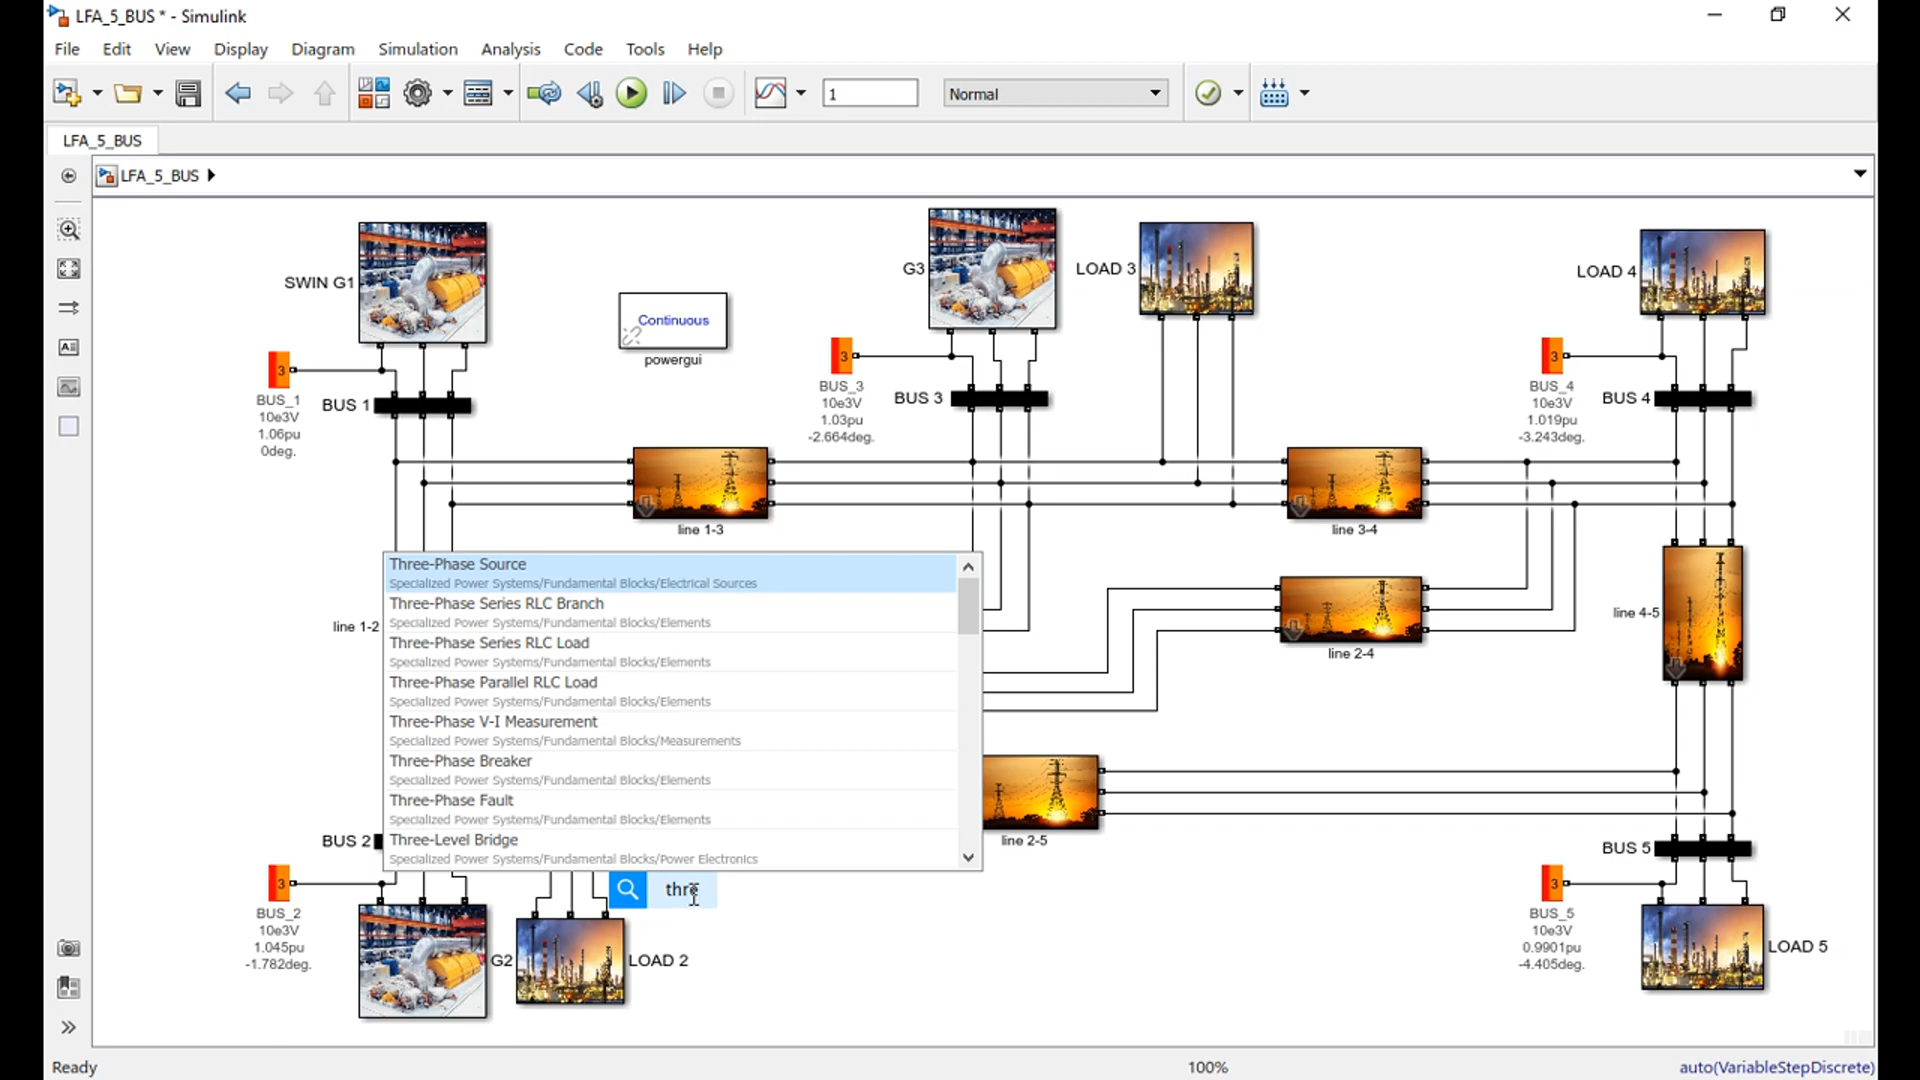 LFA_5_BUS * - Simulink
File Edit View Display Diagram Simulation Analysis Code Tools Help
1 Normal
LFA_5_BUS
LFA_5_BUS
SWIN G1
Continuous
powergui
G3
LOAD 3
LOAD 4
3
BUS_1
10e3V
1.06pu
0deg.
BUS 1
3
BUS_3
10e3V
1.03pu
-2.664deg.
BUS 3
3
BUS_4
10e3V
1.019pu
-3.243deg.
BUS 4
line 1-3
line 3-4
line 1-2
Three-Phase Source
Specialized Power Systems/Fundamental Blocks/Electrical Sources
Three-Phase Series RLC Branch
Specialized Power Systems/Fundamental Blocks/Elements
Three-Phase Series RLC Load
Specialized Power Systems/Fundamental Blocks/Elements
Three-Phase Parallel RLC Load
Specialized Power Systems/Fundamental Blocks/Elements
Three-Phase V-I Measurement
Specialized Power Systems/Fundamental Blocks/Measurements
Three-Phase Breaker
Specialized Power Systems/Fundamental Blocks/Elements
Three-Phase Fault
Specialized Power Systems/Fundamental Blocks/Elements
Three-Level Bridge
Specialized Power Systems/Fundamental Blocks/Power Electronics
thre
line 2-4
line 4-5
line 2-5
BUS 2
3
BUS_2
10e3V
1.045pu
-1.782deg.
G2
LOAD 2
BUS 5
3
BUS_5
10e3V
0.9901pu
-4.405deg.
LOAD 5
Ready
100%
auto(VariableStepDiscrete)